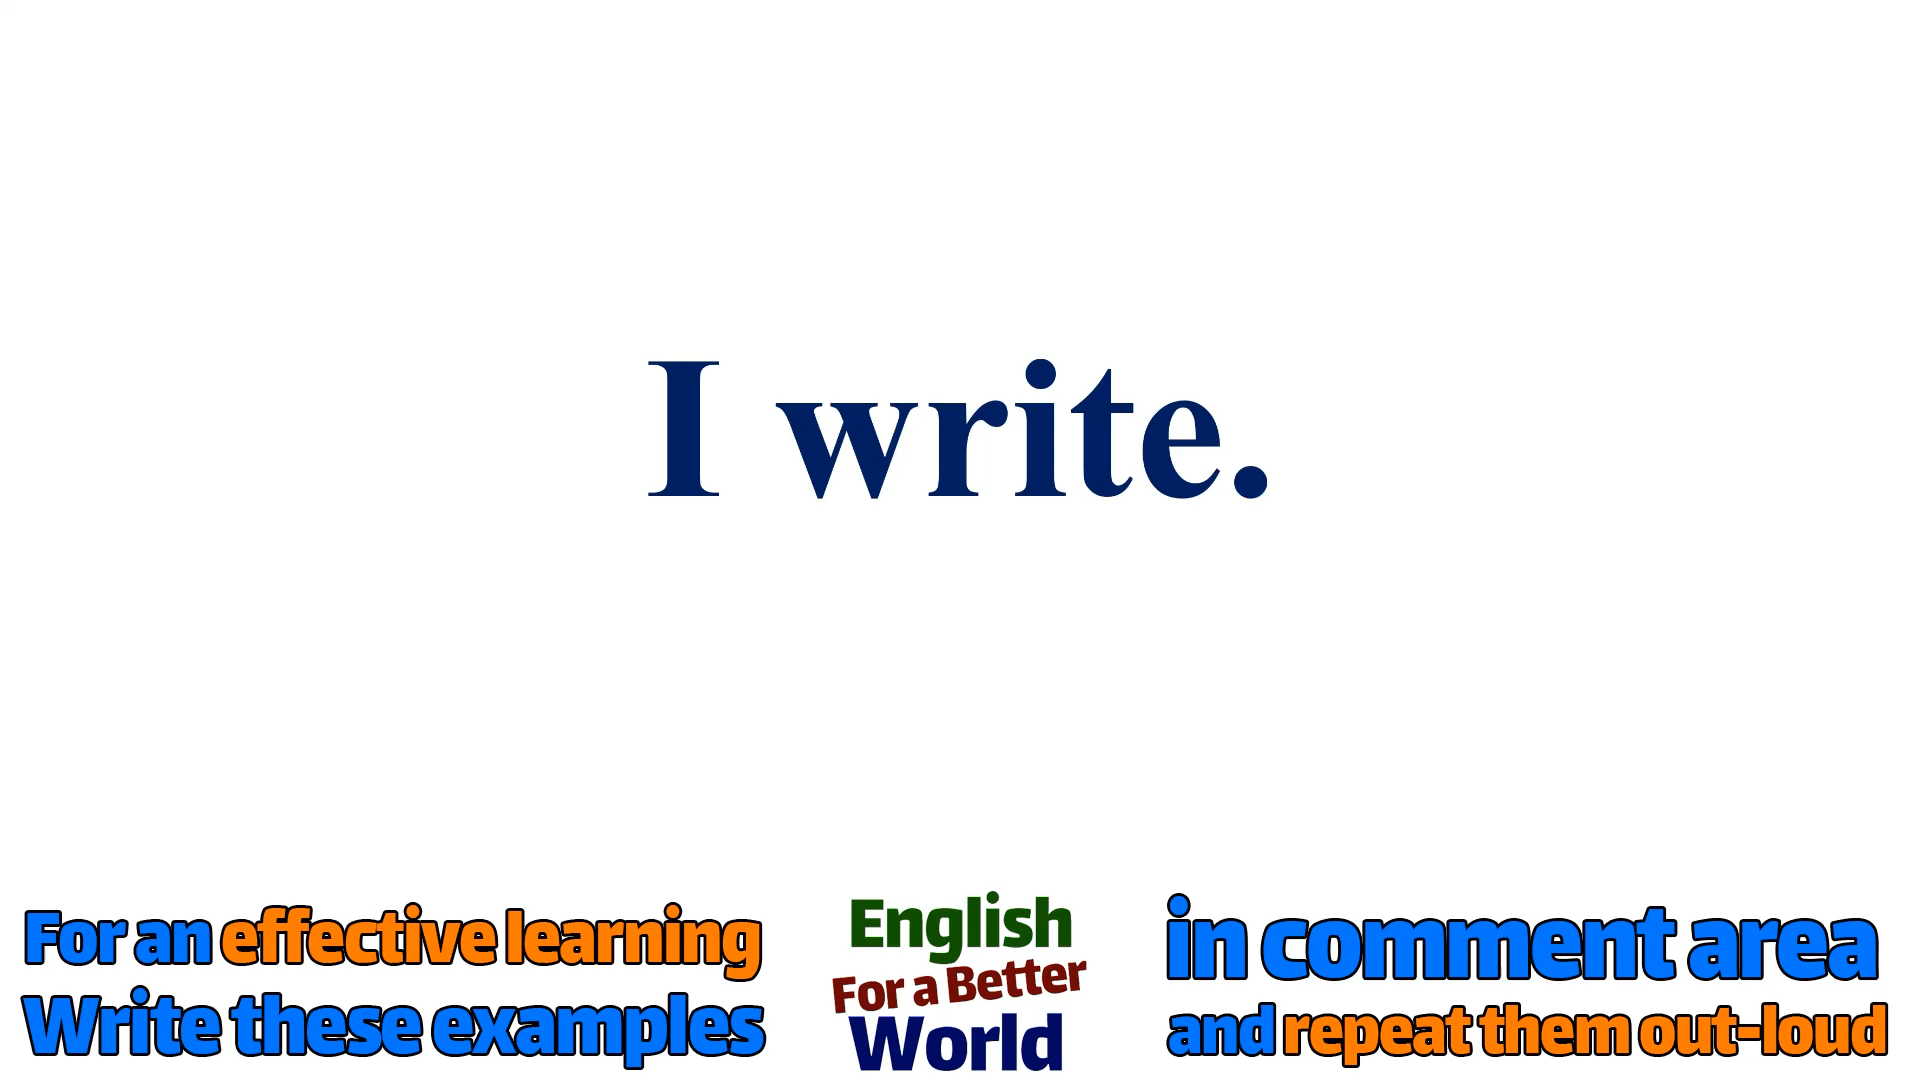 I write.
For an effective learning
Write these examples
English
For a Better
World
in comment area
and repeat them out-loud